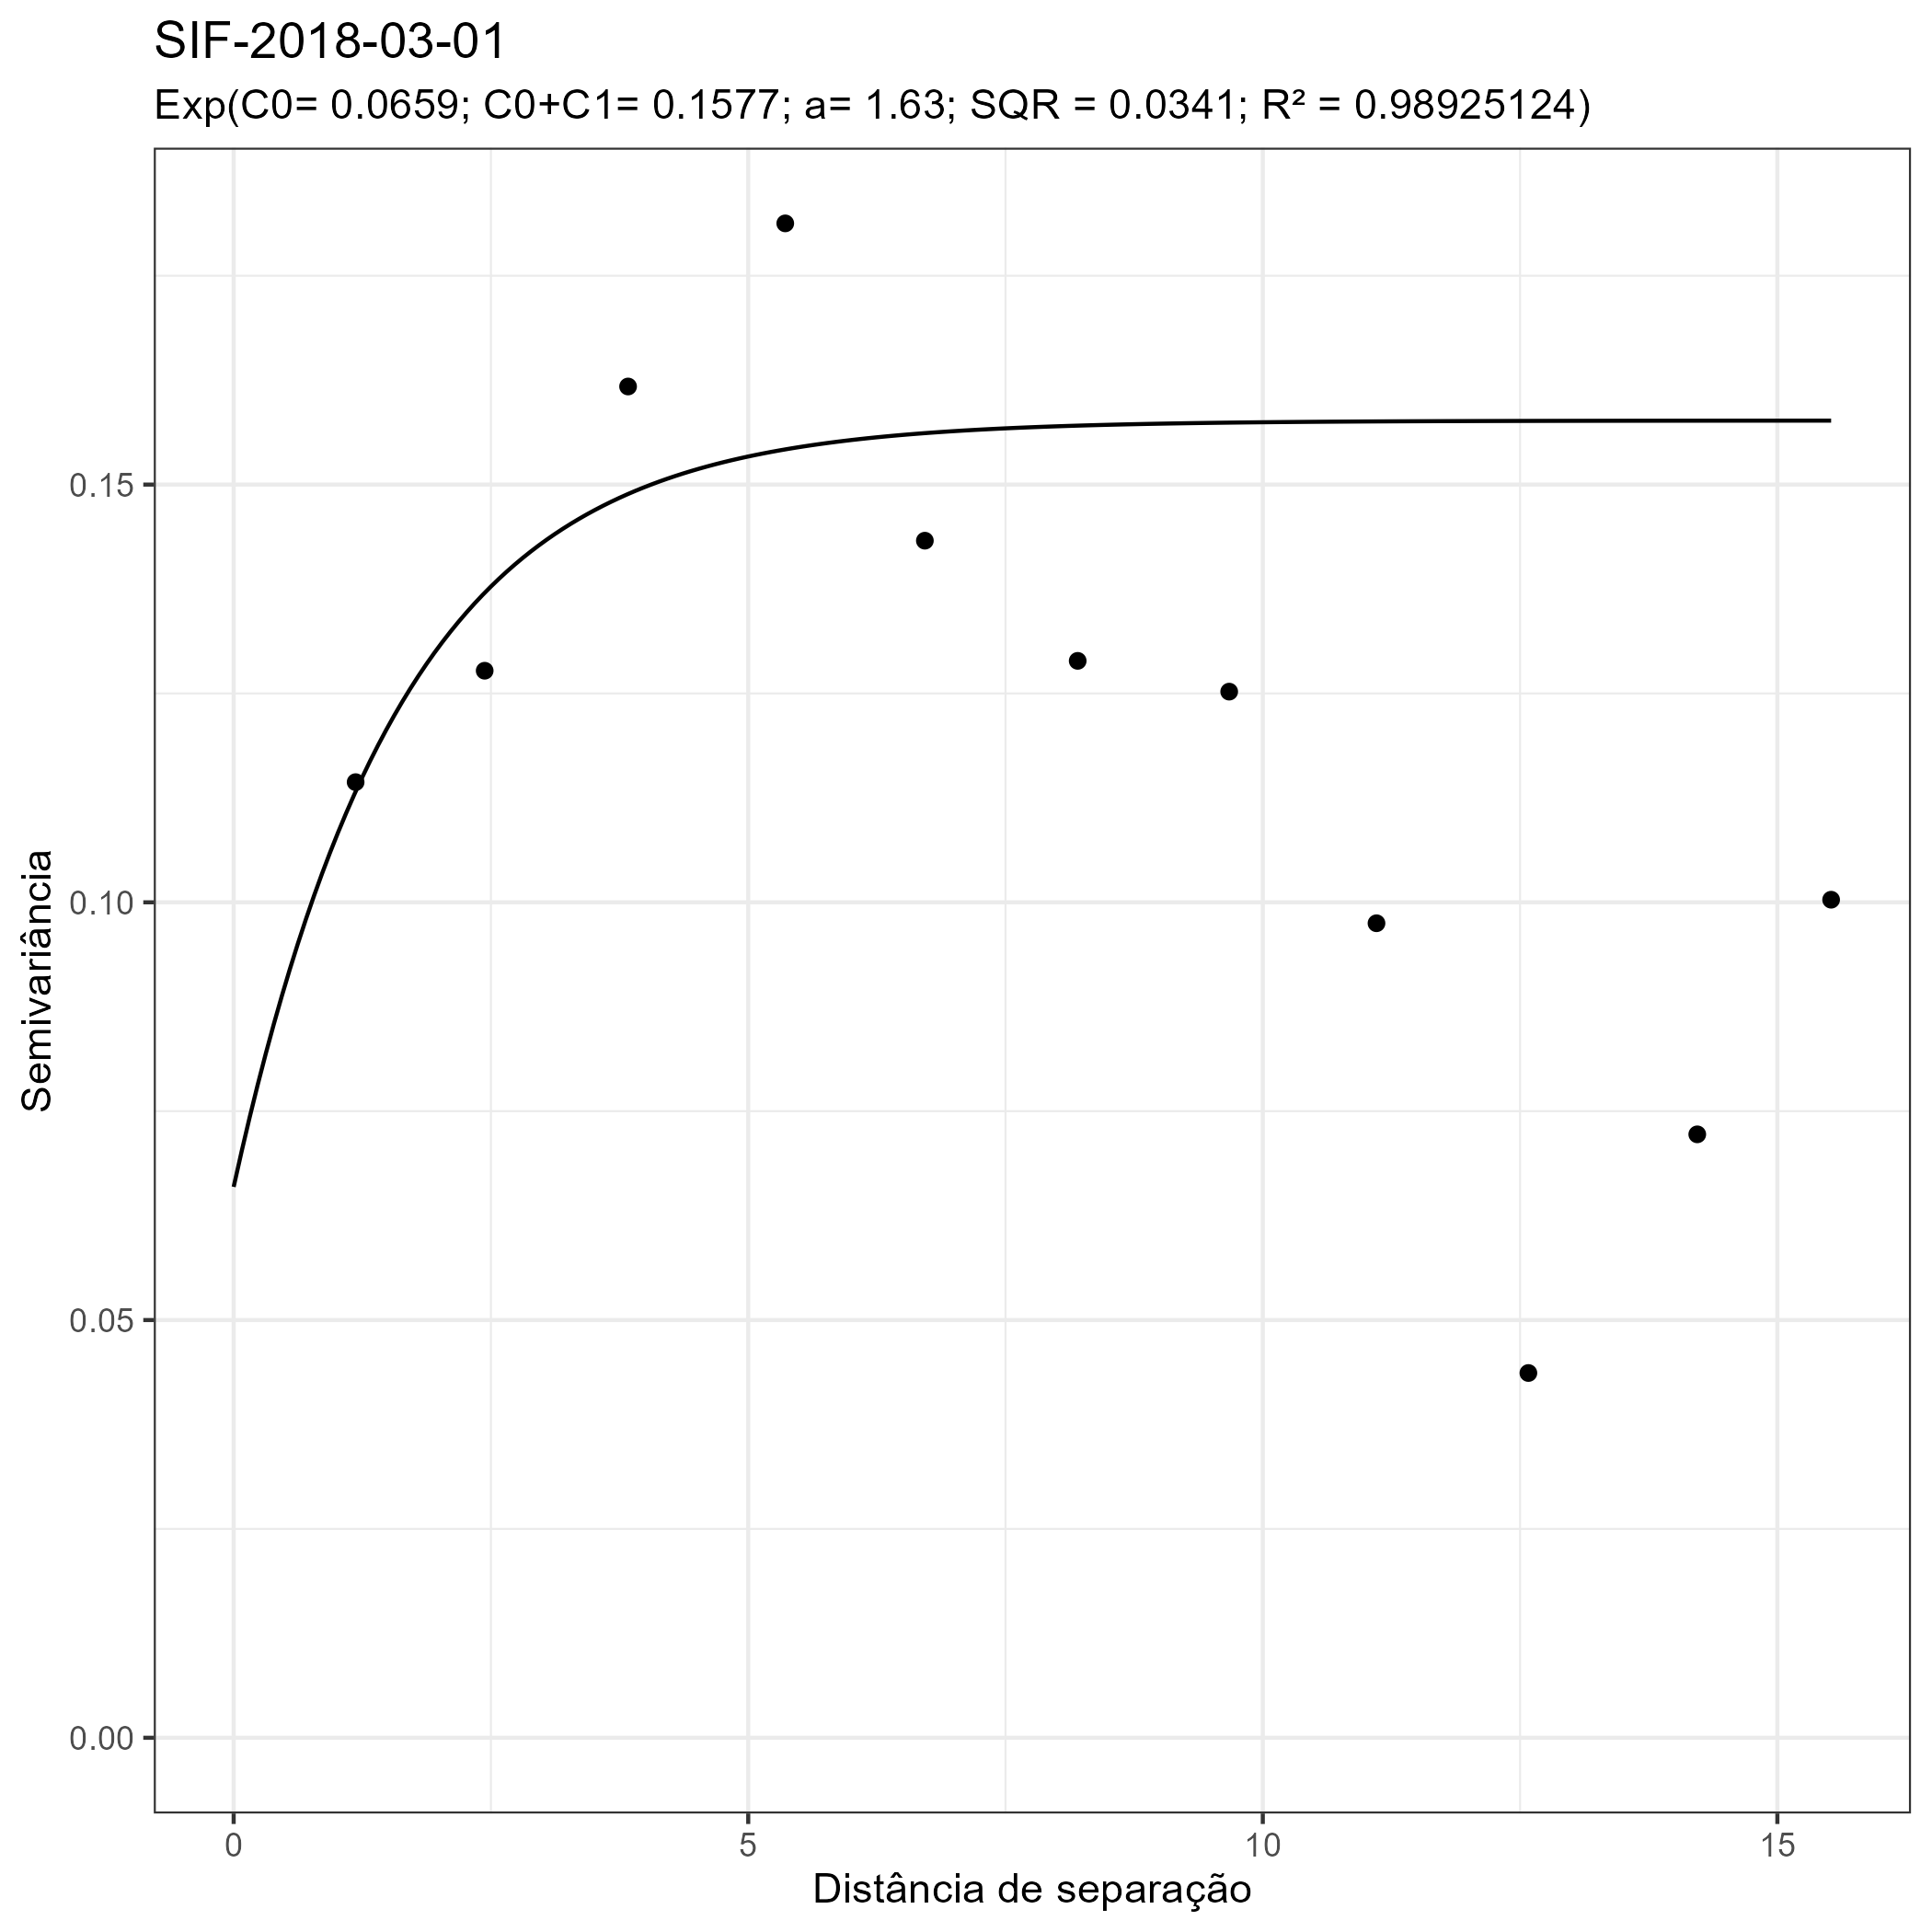 SIF-2018-03-01
Exp(C0= 0.0659; C0+C1= 0.1577; a= 1.63; SQR = 0.0341; R² = 0.98925124)
Semivariância
0.15
0.10
0.05
0.00
0 5 10 15
Distância de separação